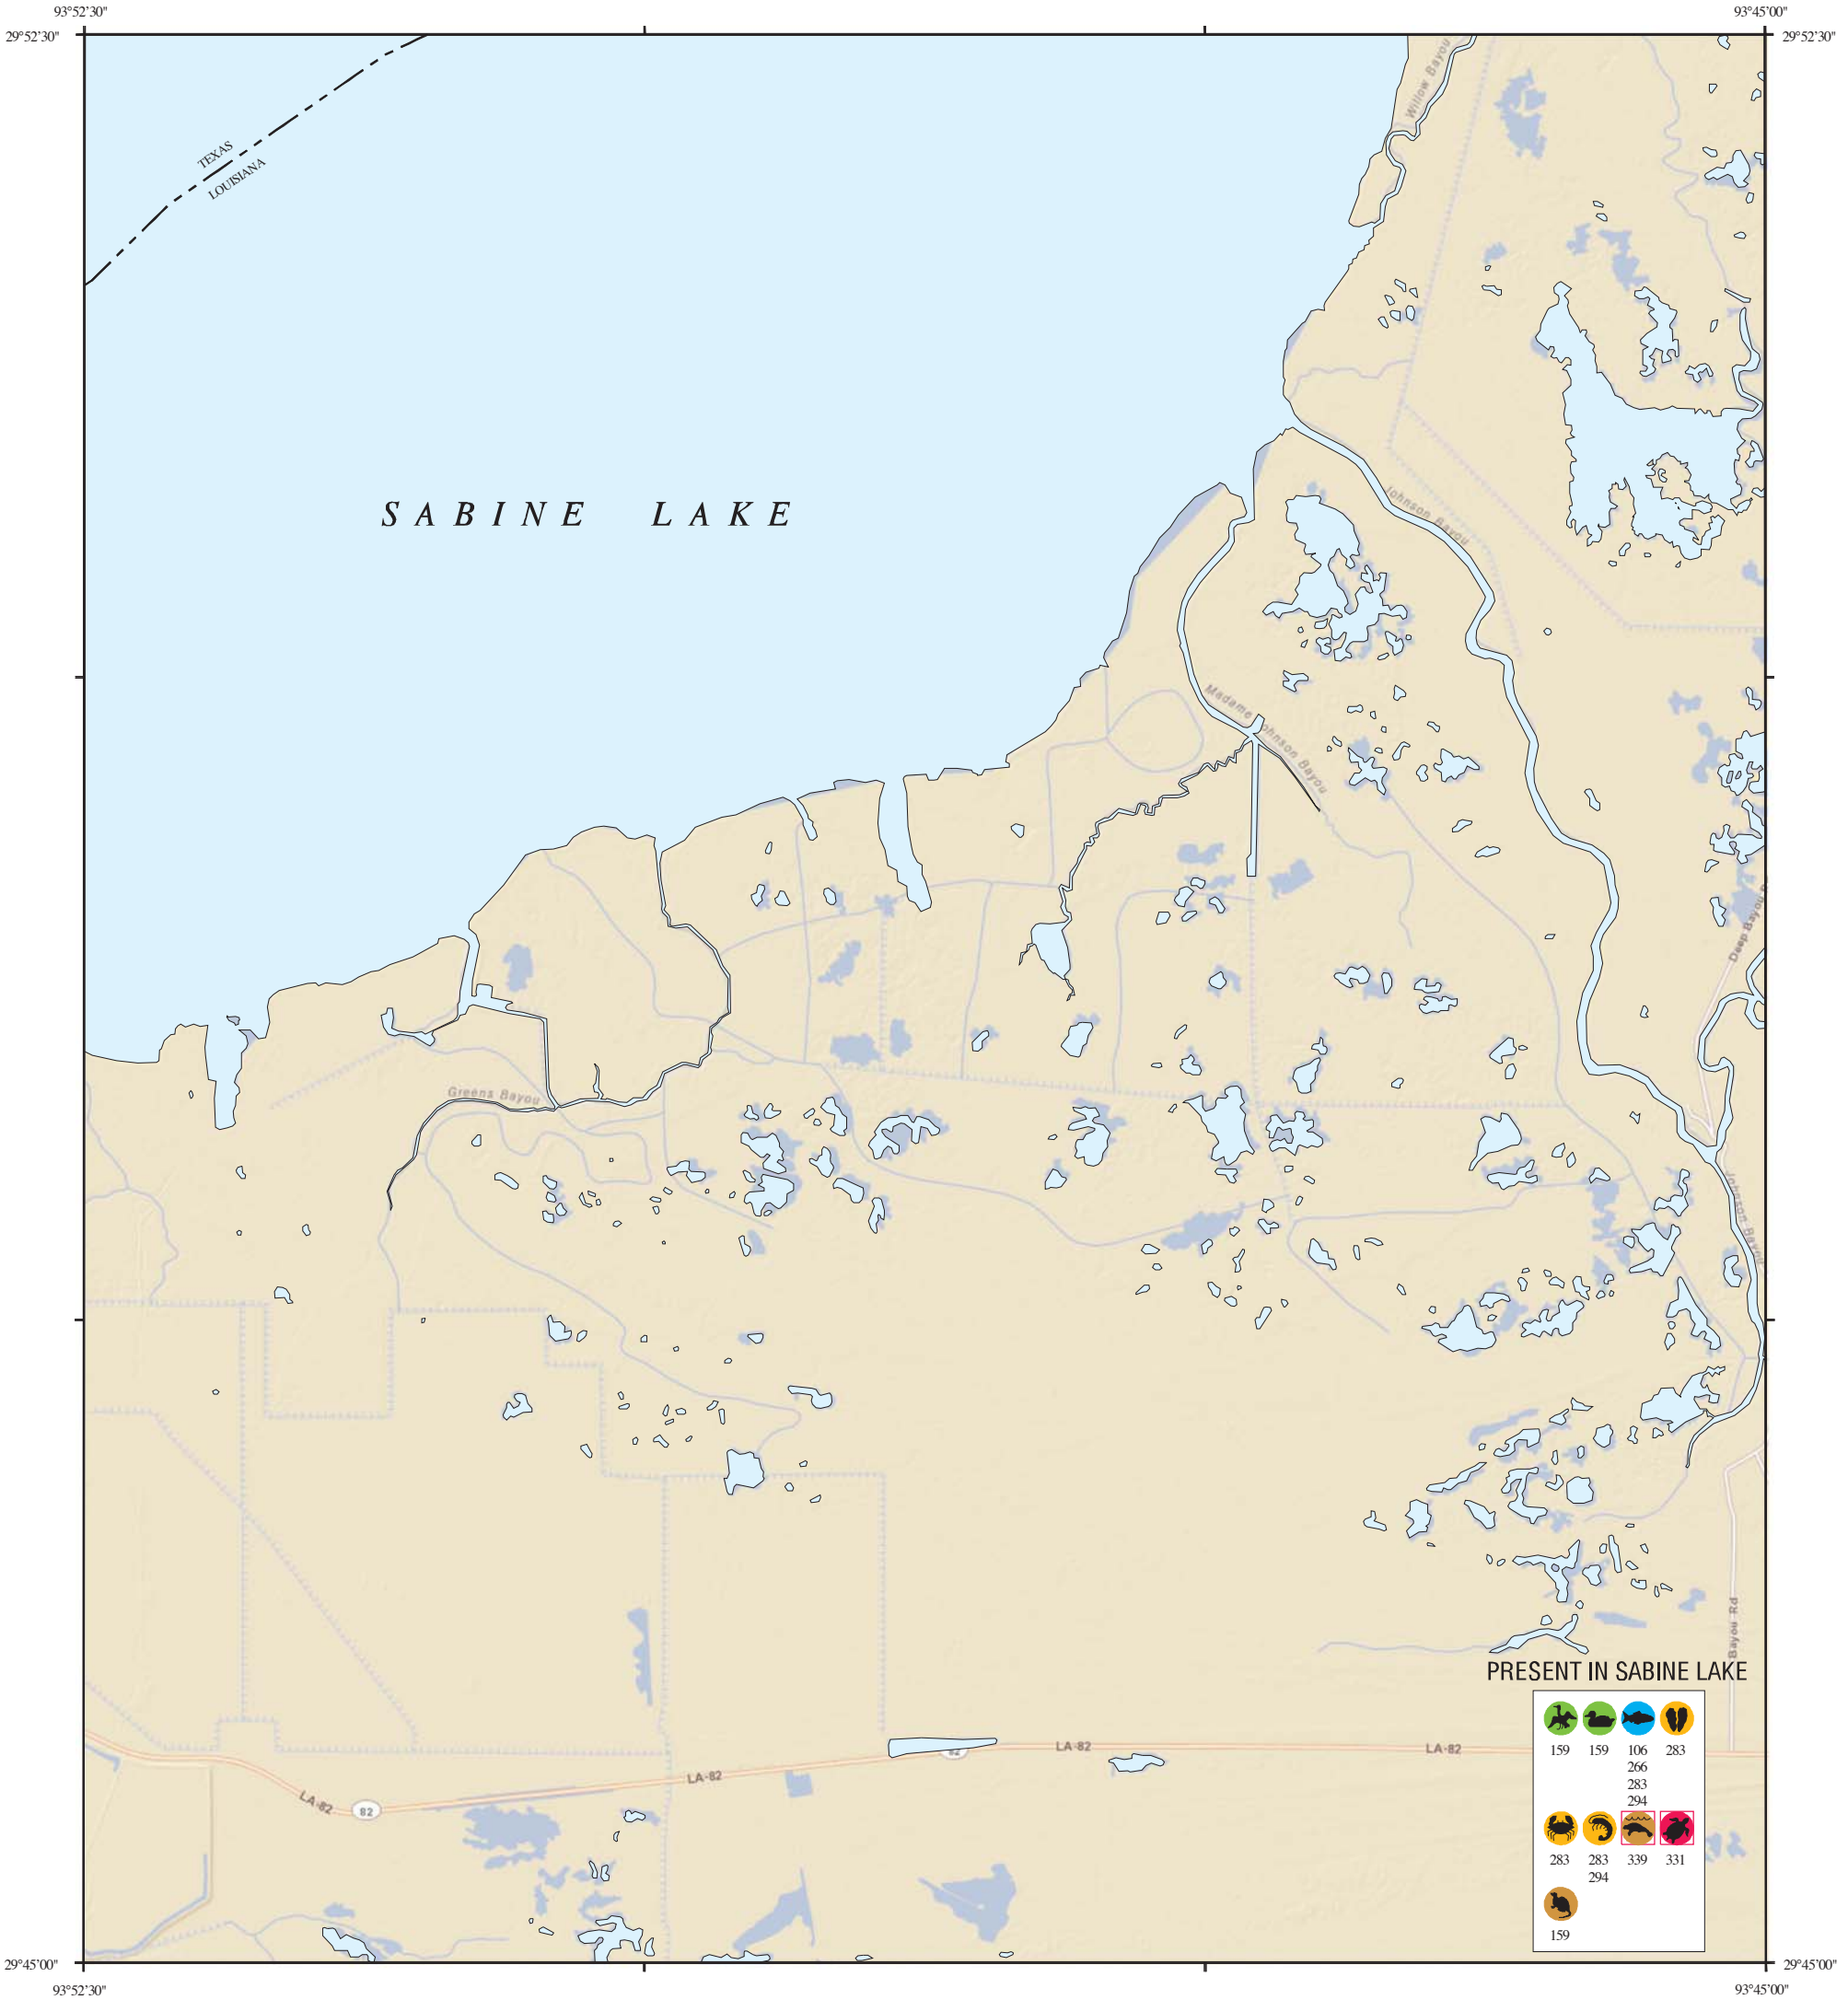 93°52'30"
93°45'00"
29°52'30"
29°52'30"
Willow Bayou
TEXAS
LOUISIANA
SABINE LAKE
Johnson Bayou
Madame Johnson Bayou
Deep Bayou
Greens Bayou
Johnson Bayou
Bayou Rd
PRESENT IN SABINE LAKE
159 159 106 283
266
283
294
LA-82
82
LA-82
LA-82
LA-82
82
283 283 339 331
294
159
29°45'00"
29°45'00"
93°52'30"
93°45'00"